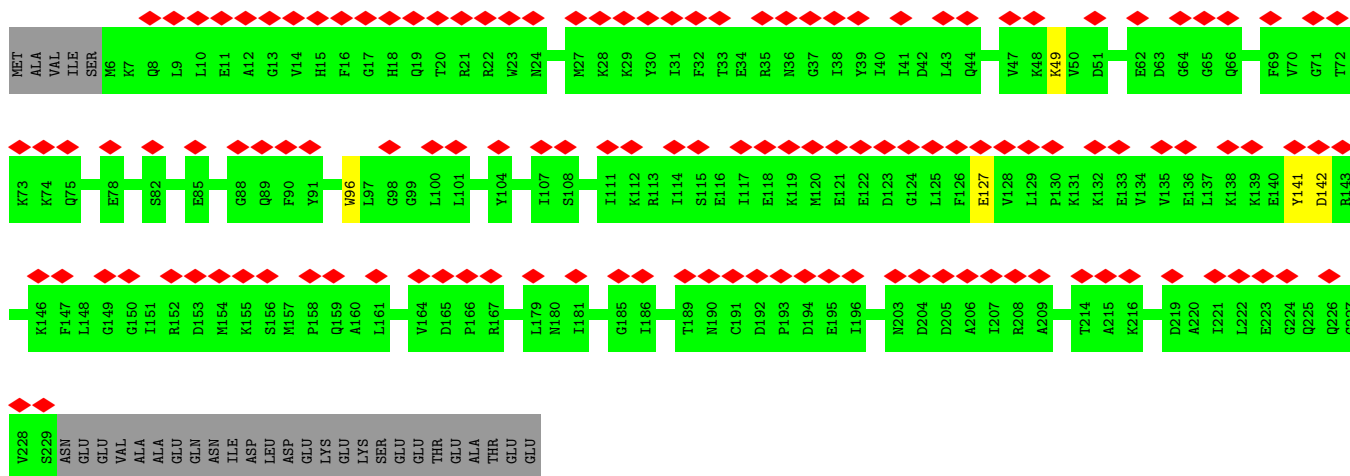 MET ALA VAL ILE SER M6 K7 Q8 L9 L10 E11 A12 G13 V14 H15 F16 G17 H18 Q19 T20 R21 R22 W23 N24 M27 K28 K29 Y30 I31 F32 T33 E34 R35 N36 G37 I38 Y39 I40 I41 D42 L43 Q44 V47 K48 K49 V50 D51 E62 D63 G64 G65 Q66 F69 V70 G71 T72
K73 K74 Q75 E78 S82 E85 G88 Q89 F90 Y91 W96 L97 G98 G99 L100 L101 Y104 I107 S108 I111 K112 R113 I114 S115 E116 I117 E118 K119 M120 E121 E122 D123 G124 L125 F126 E127 V128 L129 P130 K131 K132 E133 V134 V135 E136 L137 K138 K139 E140 Y141 D142 R143
K146 F147 L148 G149 G150 I151 R152 D153 M154 K155 S156 M157 P158 Q159 A160 L161 V164 D165 P166 R167 L179 N180 I181 G185 I186 T189 N190 C191 D192 P193 D194 E195 I196 N203 D204 D205 A206 I207 R208 A209 T214 A215 K216 D219 A220 I221 L222 E223 G224 Q225 Q226
V228 S229 ASN GLU GLU VAL ALA ALA GLU GLN ASN ILE ASP LEU ASP GLU LYS GLU LYS SER GLU GLU THR GLU ALA THR GLU GLU